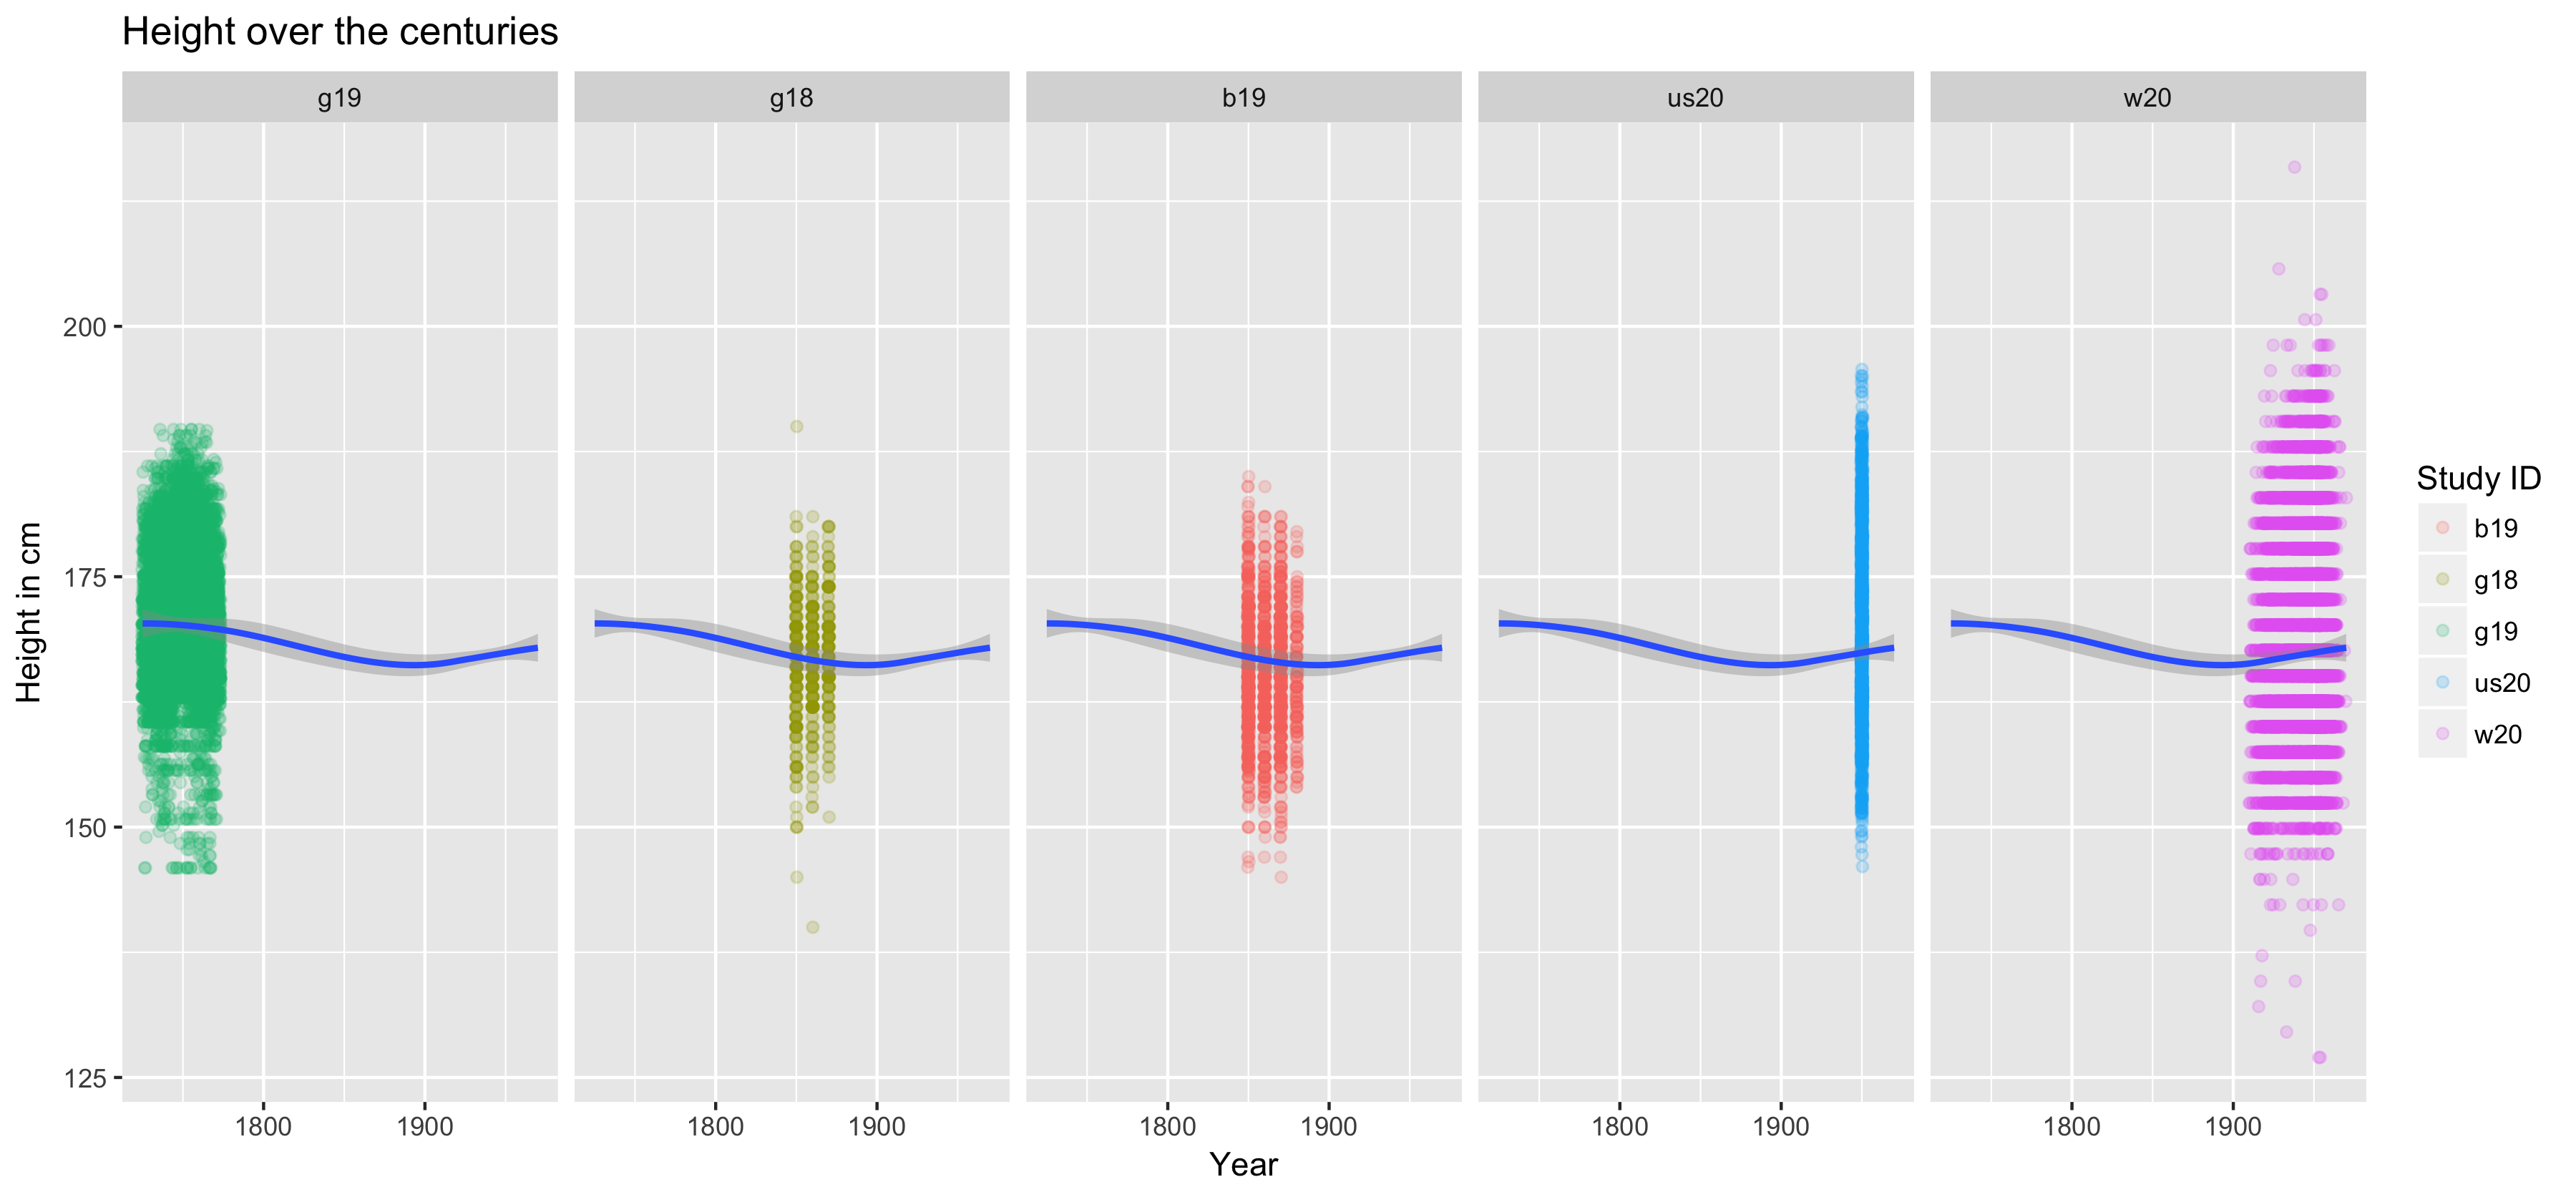 Height over the centuries
g19 g18 b19 us20 w20
Height in cm
200
175
150
125
1800 1900 1800 1900 1800 1900 1800 1900 1800 1900
Year
Study ID
b19
g18
g19
us20
w20